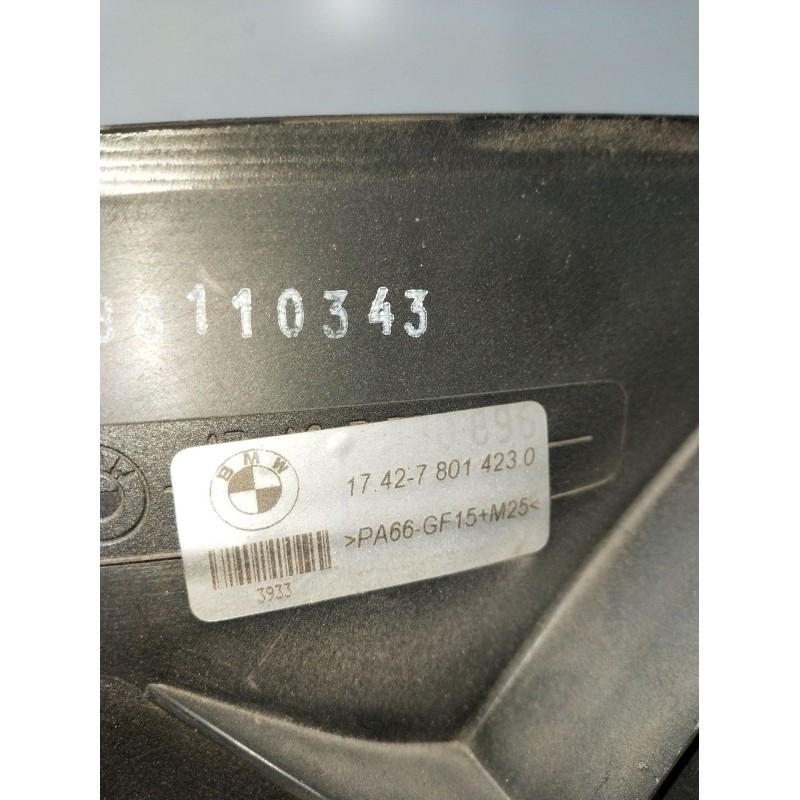 110343
BMW
17.42-7 801 423.0
>PA66-GF15+M25<
3933